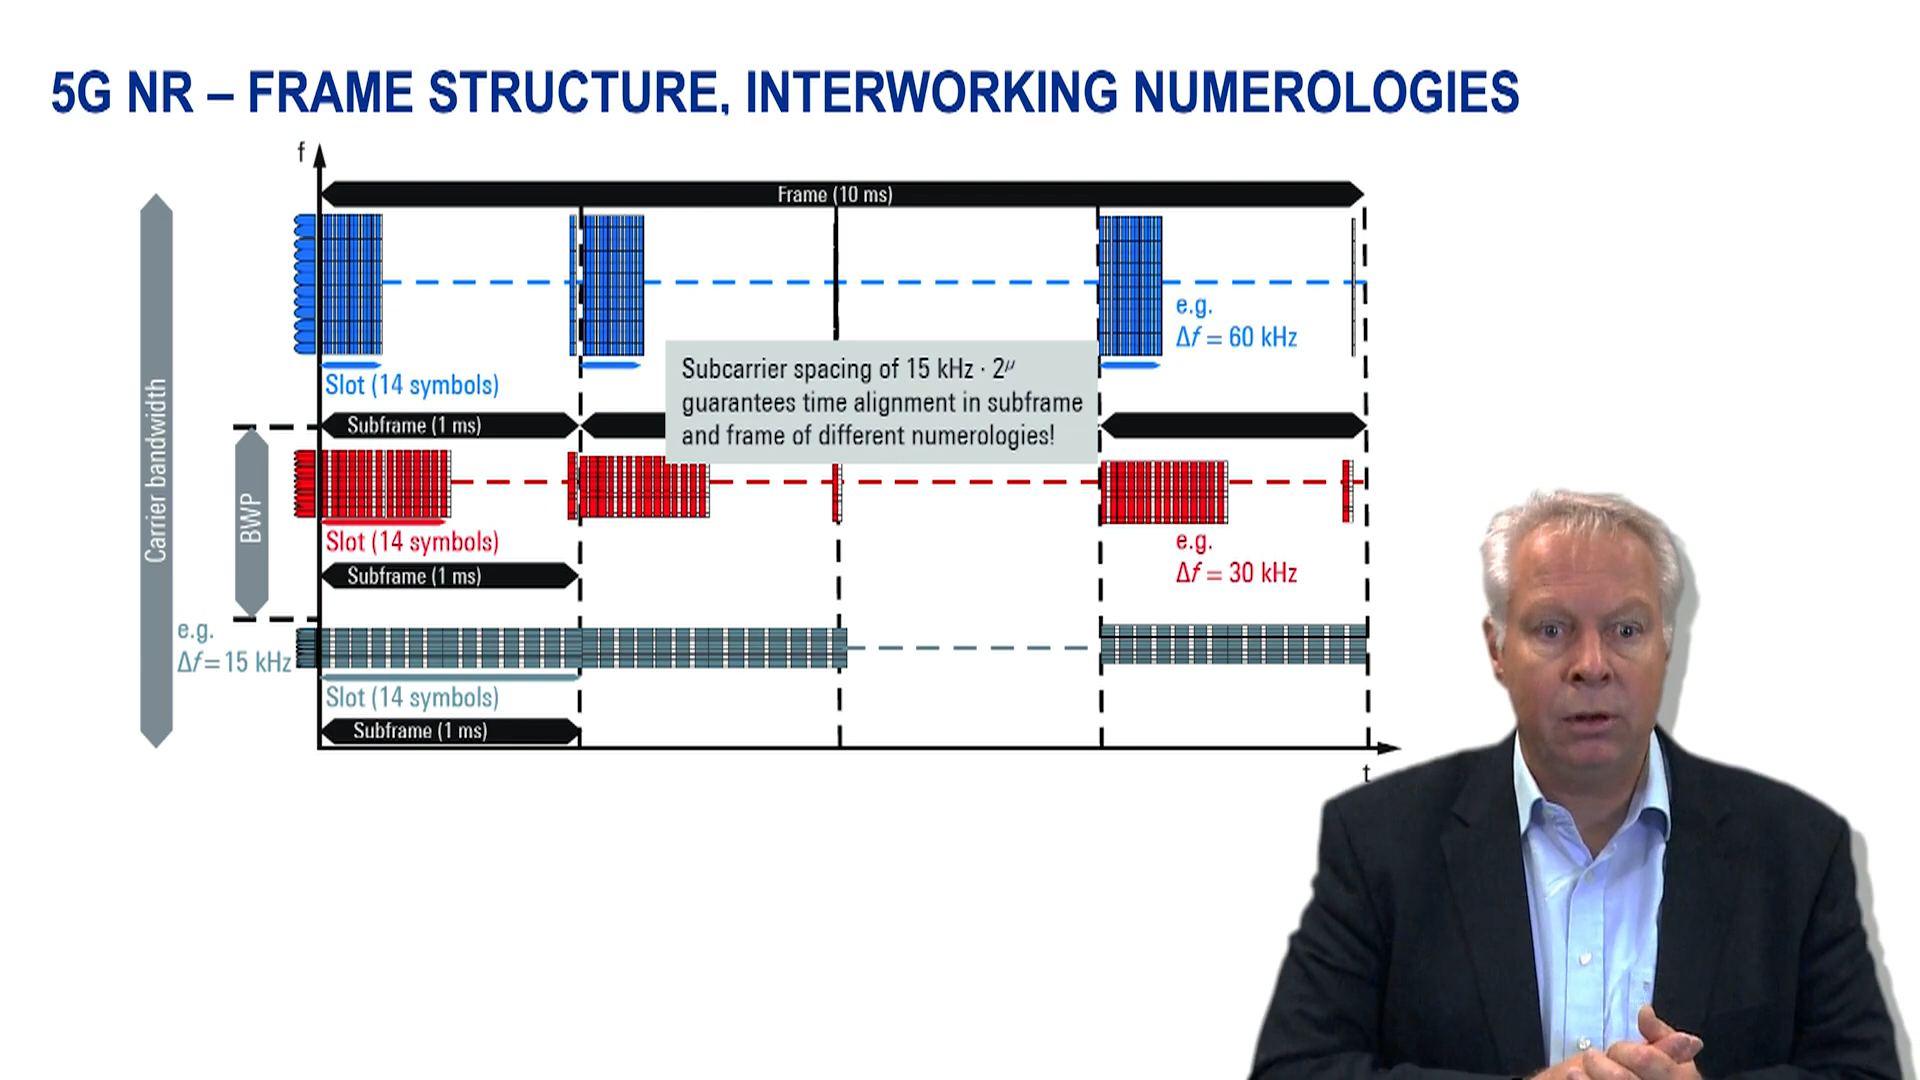 5G NR – FRAME STRUCTURE, INTERWORKING NUMEROLOGIES
f
Frame (10 ms)
e.g.
Δf = 60 kHz
Slot (14 symbols)
Subcarrier spacing of 15 kHz · 2^μ
guarantees time alignment in subframe
and frame of different numerologies!
Subframe (1 ms)
Carrier bandwidth
BWP
Slot (14 symbols)
e.g.
Δf = 30 kHz
Subframe (1 ms)
e.g.
Δf = 15 kHz
Slot (14 symbols)
Subframe (1 ms)
t